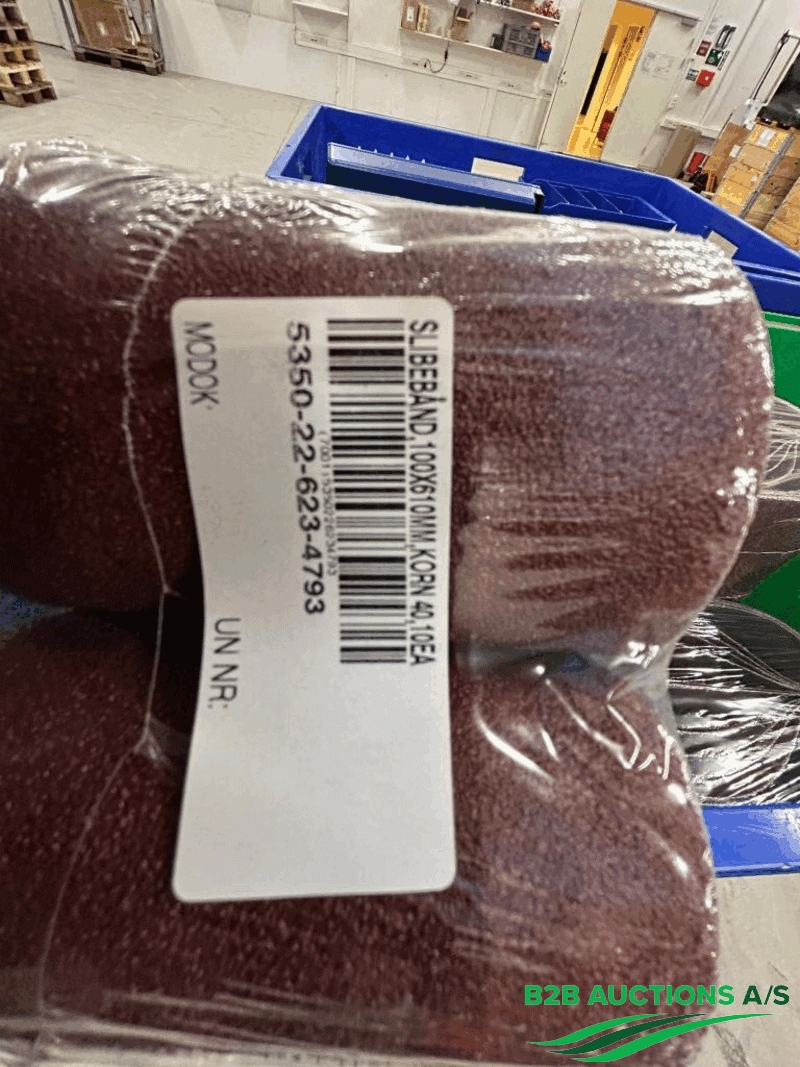 SLIBEBÅND,100X610MM,KORN 40,10EA
5350-22-623-4793
MODOK:
UN NR:
B2B AUCTIONS A/S